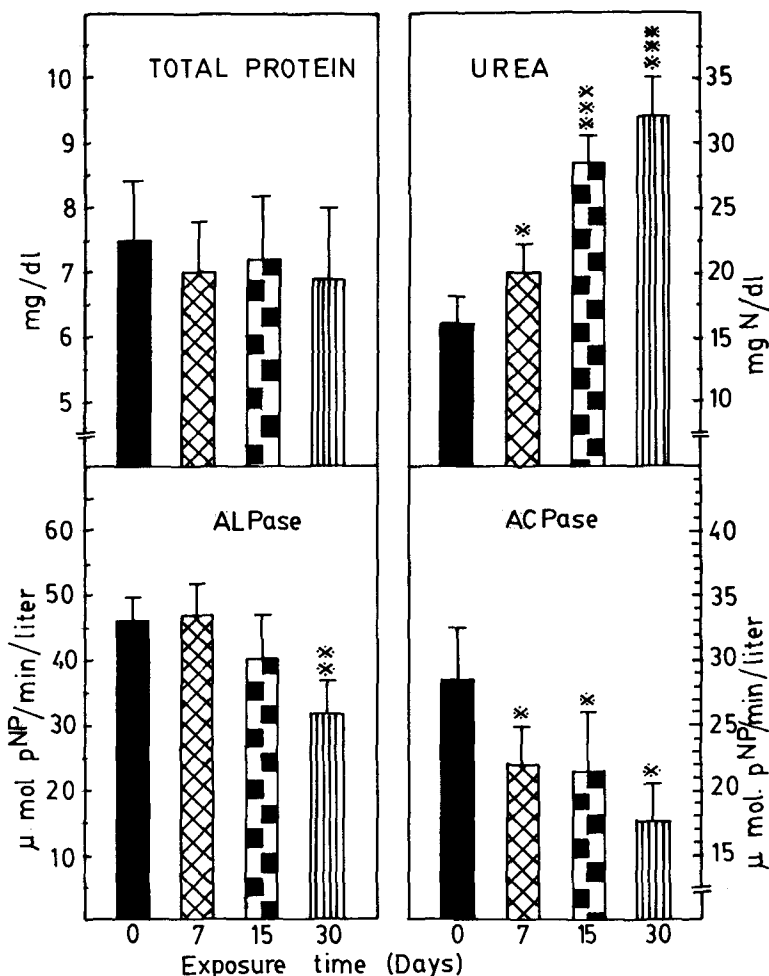 TOTAL PROTEIN
10
9
8
7
6
5
mg/dl
UREA
*
***
***
35
30
25
20
15
10
mg N/dl
ALPase
60
50
40
30
20
10
µ mol pNP/min/liter
**
ACPase
*
*
*
40
35
30
25
20
15
µ mol. pNP/min/liter
0 7 15 30
0 7 15 30
Exposure time (Days)